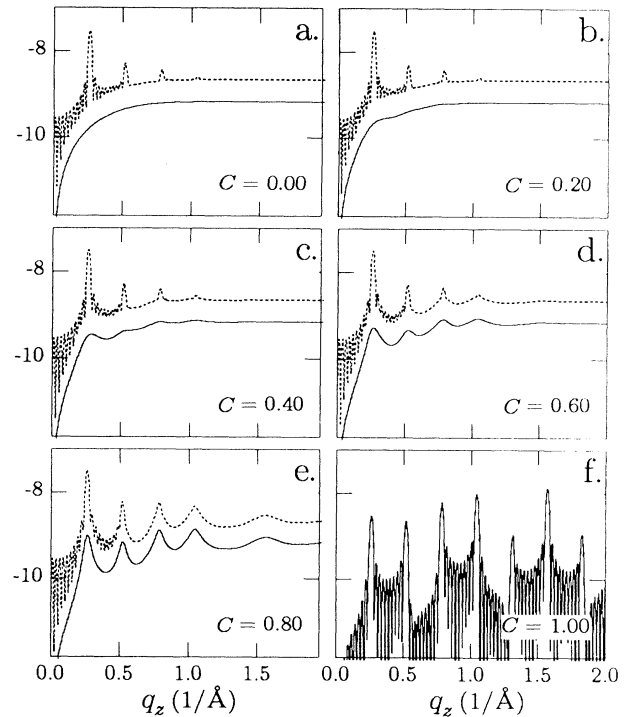 a.
b.
-8
-10
C = 0.00
C = 0.20
c.
d.
-8
-10
C = 0.40
C = 0.60
e.
f.
-8
-10
C = 0.80
C = 1.00
0.0 0.5 1.0 1.5
0.0 0.5 1.0 1.5 2.0
q_z (1/Å)
q_z (1/Å)